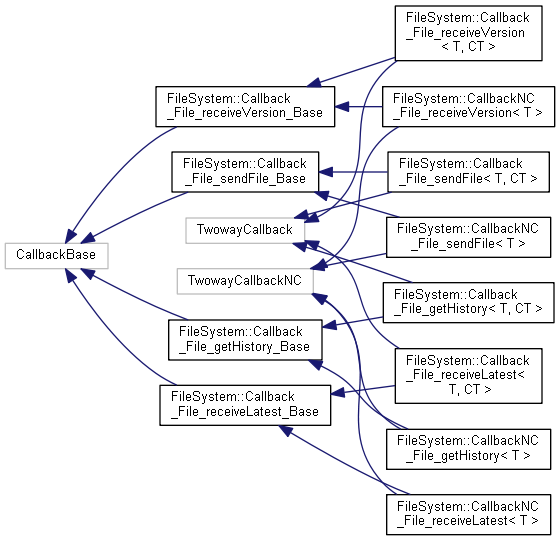 FileSystem::Callback
_File_receiveVersion
< T, CT >
FileSystem::Callback
_File_receiveVersion_Base
FileSystem::CallbackNC
_File_receiveVersion< T >
FileSystem::Callback
_File_sendFile_Base
FileSystem::Callback
_File_sendFile< T, CT >
TwowayCallback
FileSystem::CallbackNC
_File_sendFile< T >
CallbackBase
TwowayCallbackNC
FileSystem::Callback
_File_getHistory< T, CT >
FileSystem::Callback
_File_getHistory_Base
FileSystem::Callback
_File_receiveLatest<
T, CT >
FileSystem::Callback
_File_receiveLatest_Base
FileSystem::CallbackNC
_File_getHistory< T >
FileSystem::CallbackNC
_File_receiveLatest< T >